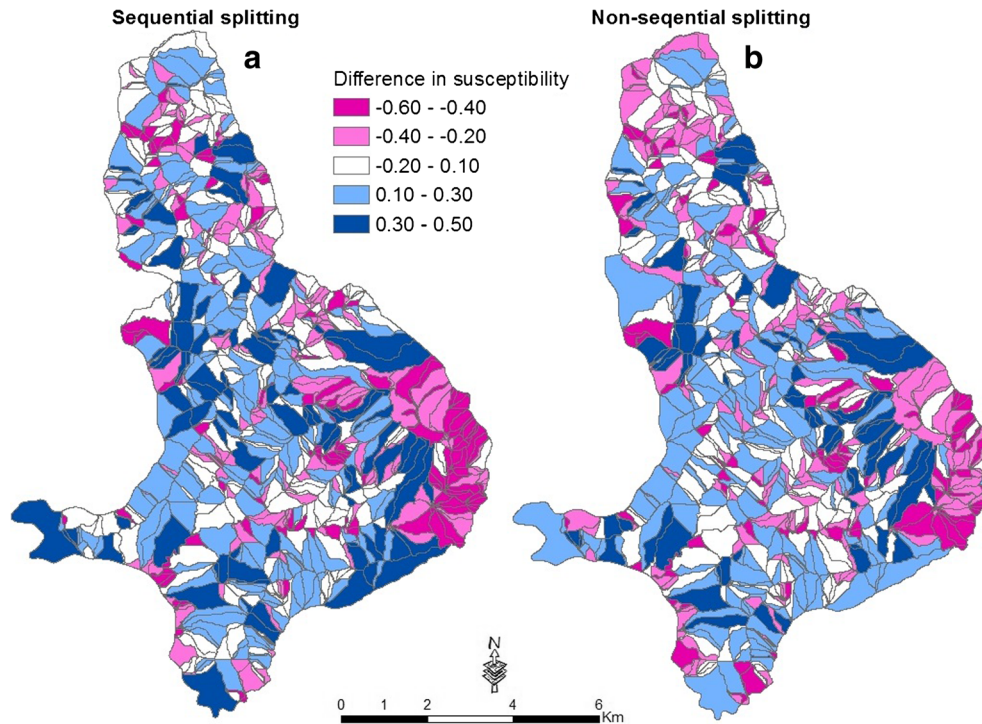 Sequential splitting
Non-seqential splitting
a
b
Difference in susceptibility
-0.60 - -0.40
-0.40 - -0.20
-0.20 - 0.10
0.10 - 0.30
0.30 - 0.50
N
0 1 2 4 6
Km